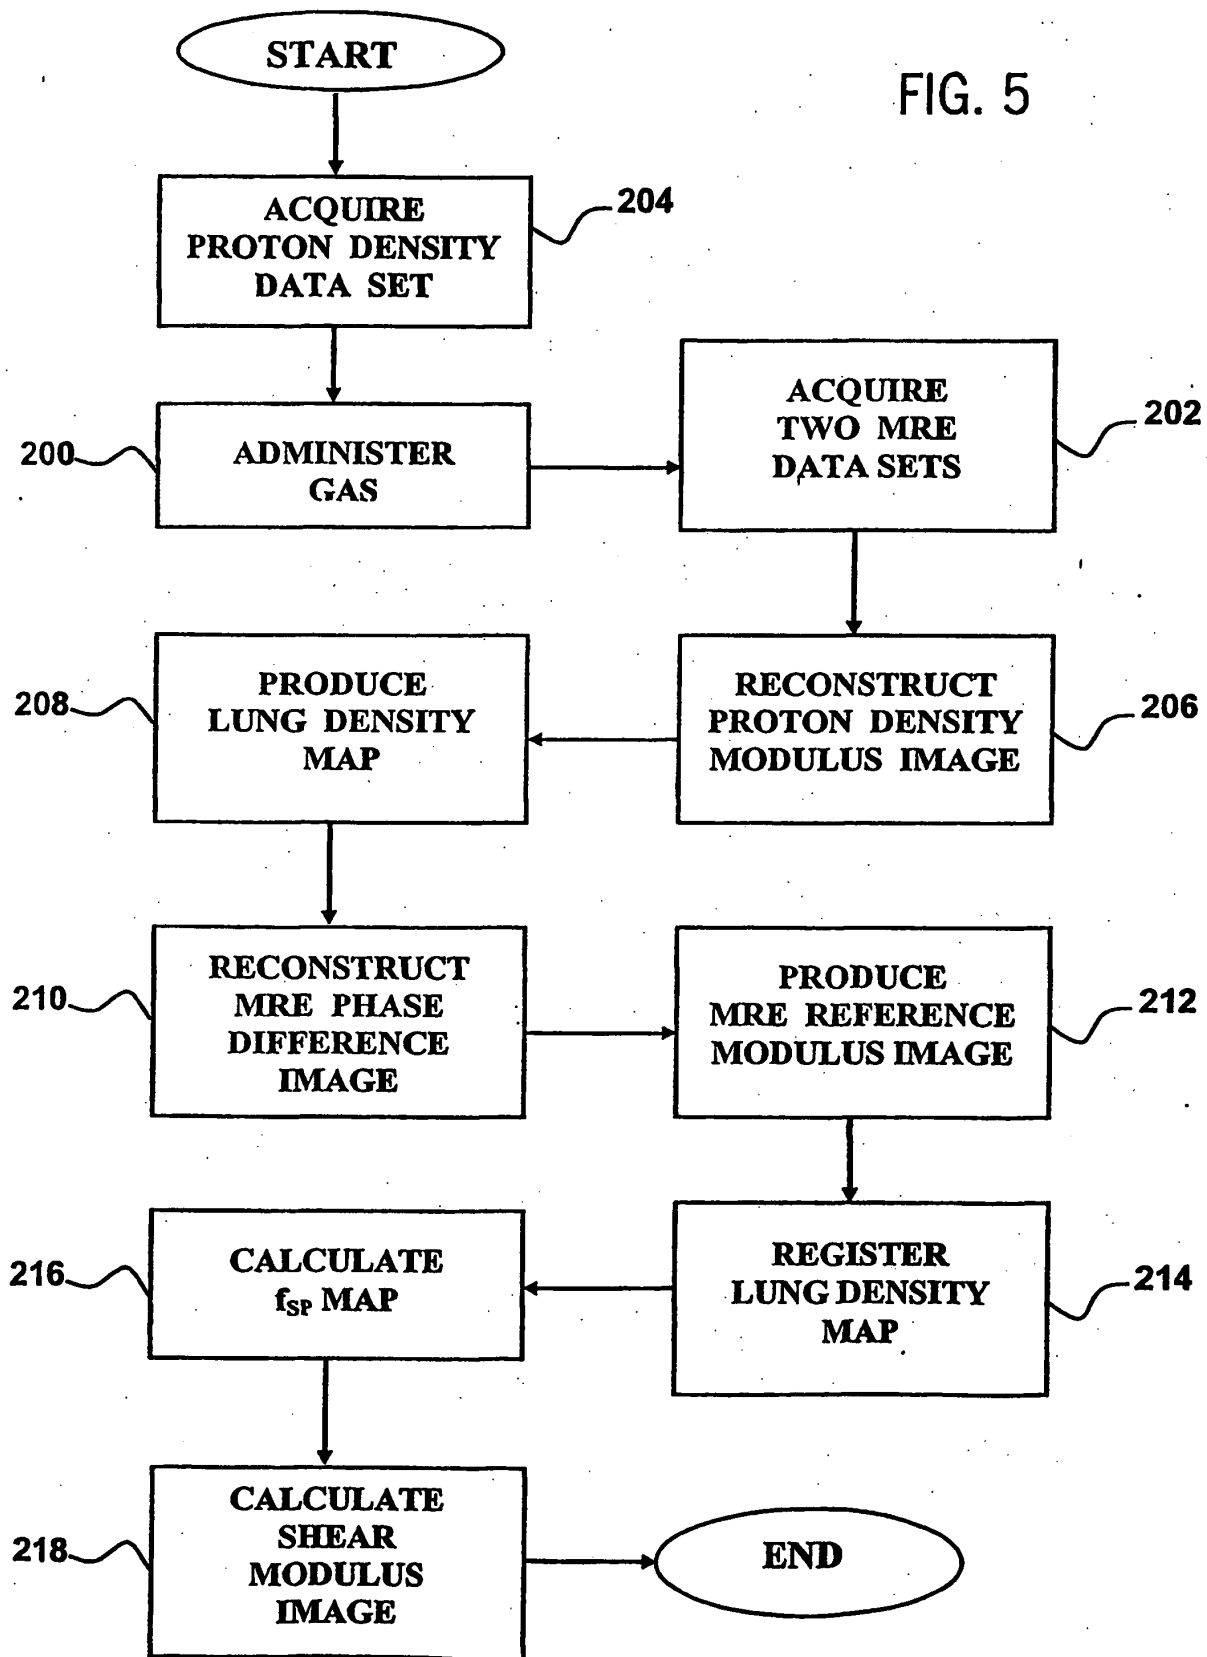 START
FIG. 5
ACQUIRE
PROTON DENSITY
DATA SET
204
ADMINISTER
GAS
200
ACQUIRE
TWO MRE
DATA SETS
202
RECONSTRUCT
PROTON DENSITY
MODULUS IMAGE
206
PRODUCE
LUNG DENSITY
MAP
208
RECONSTRUCT
MRE PHASE
DIFFERENCE
IMAGE
210
PRODUCE
MRE REFERENCE
MODULUS IMAGE
212
REGISTER
LUNG DENSITY
MAP
214
CALCULATE
fSP MAP
216
CALCULATE
SHEAR
MODULUS
IMAGE
218
END